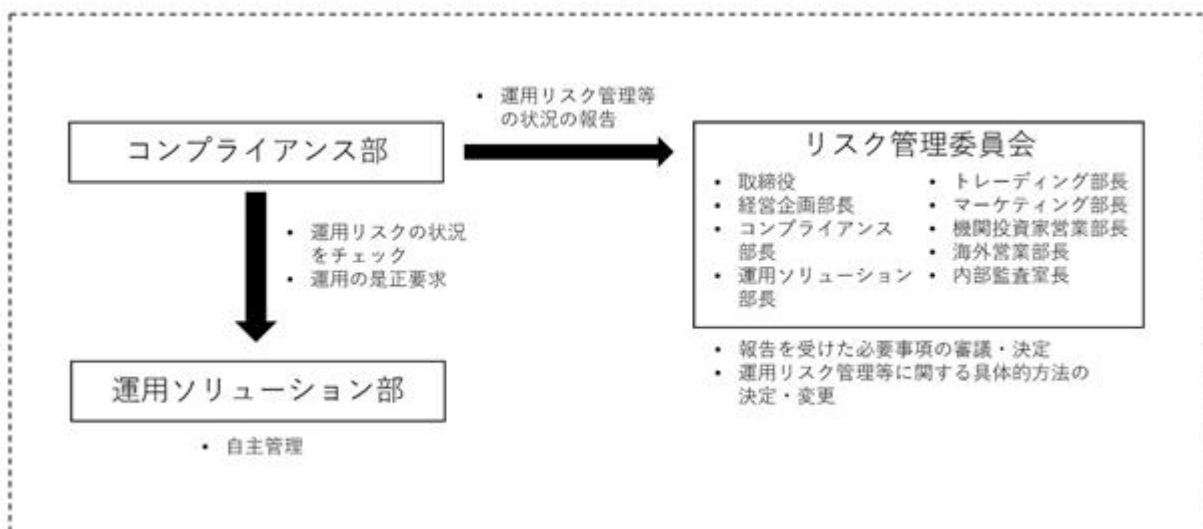 • 運用リスク管理等
の状況の報告
コンプライアンス部
リスク管理委員会
• 取締役
• 経営企画部長
• コンプライアンス
部長
• 運用ソリューション
部長
• トレーディング部長
• マーケティング部長
• 機関投資家営業部長
• 海外営業部長
• 内部監査室長
• 運用リスクの状況
をチェック
• 運用の是正要求
• 報告を受けた必要事項の審議・決定
• 運用リスク管理等に関する具体的方法の
決定・変更
運用ソリューション部
• 自主管理